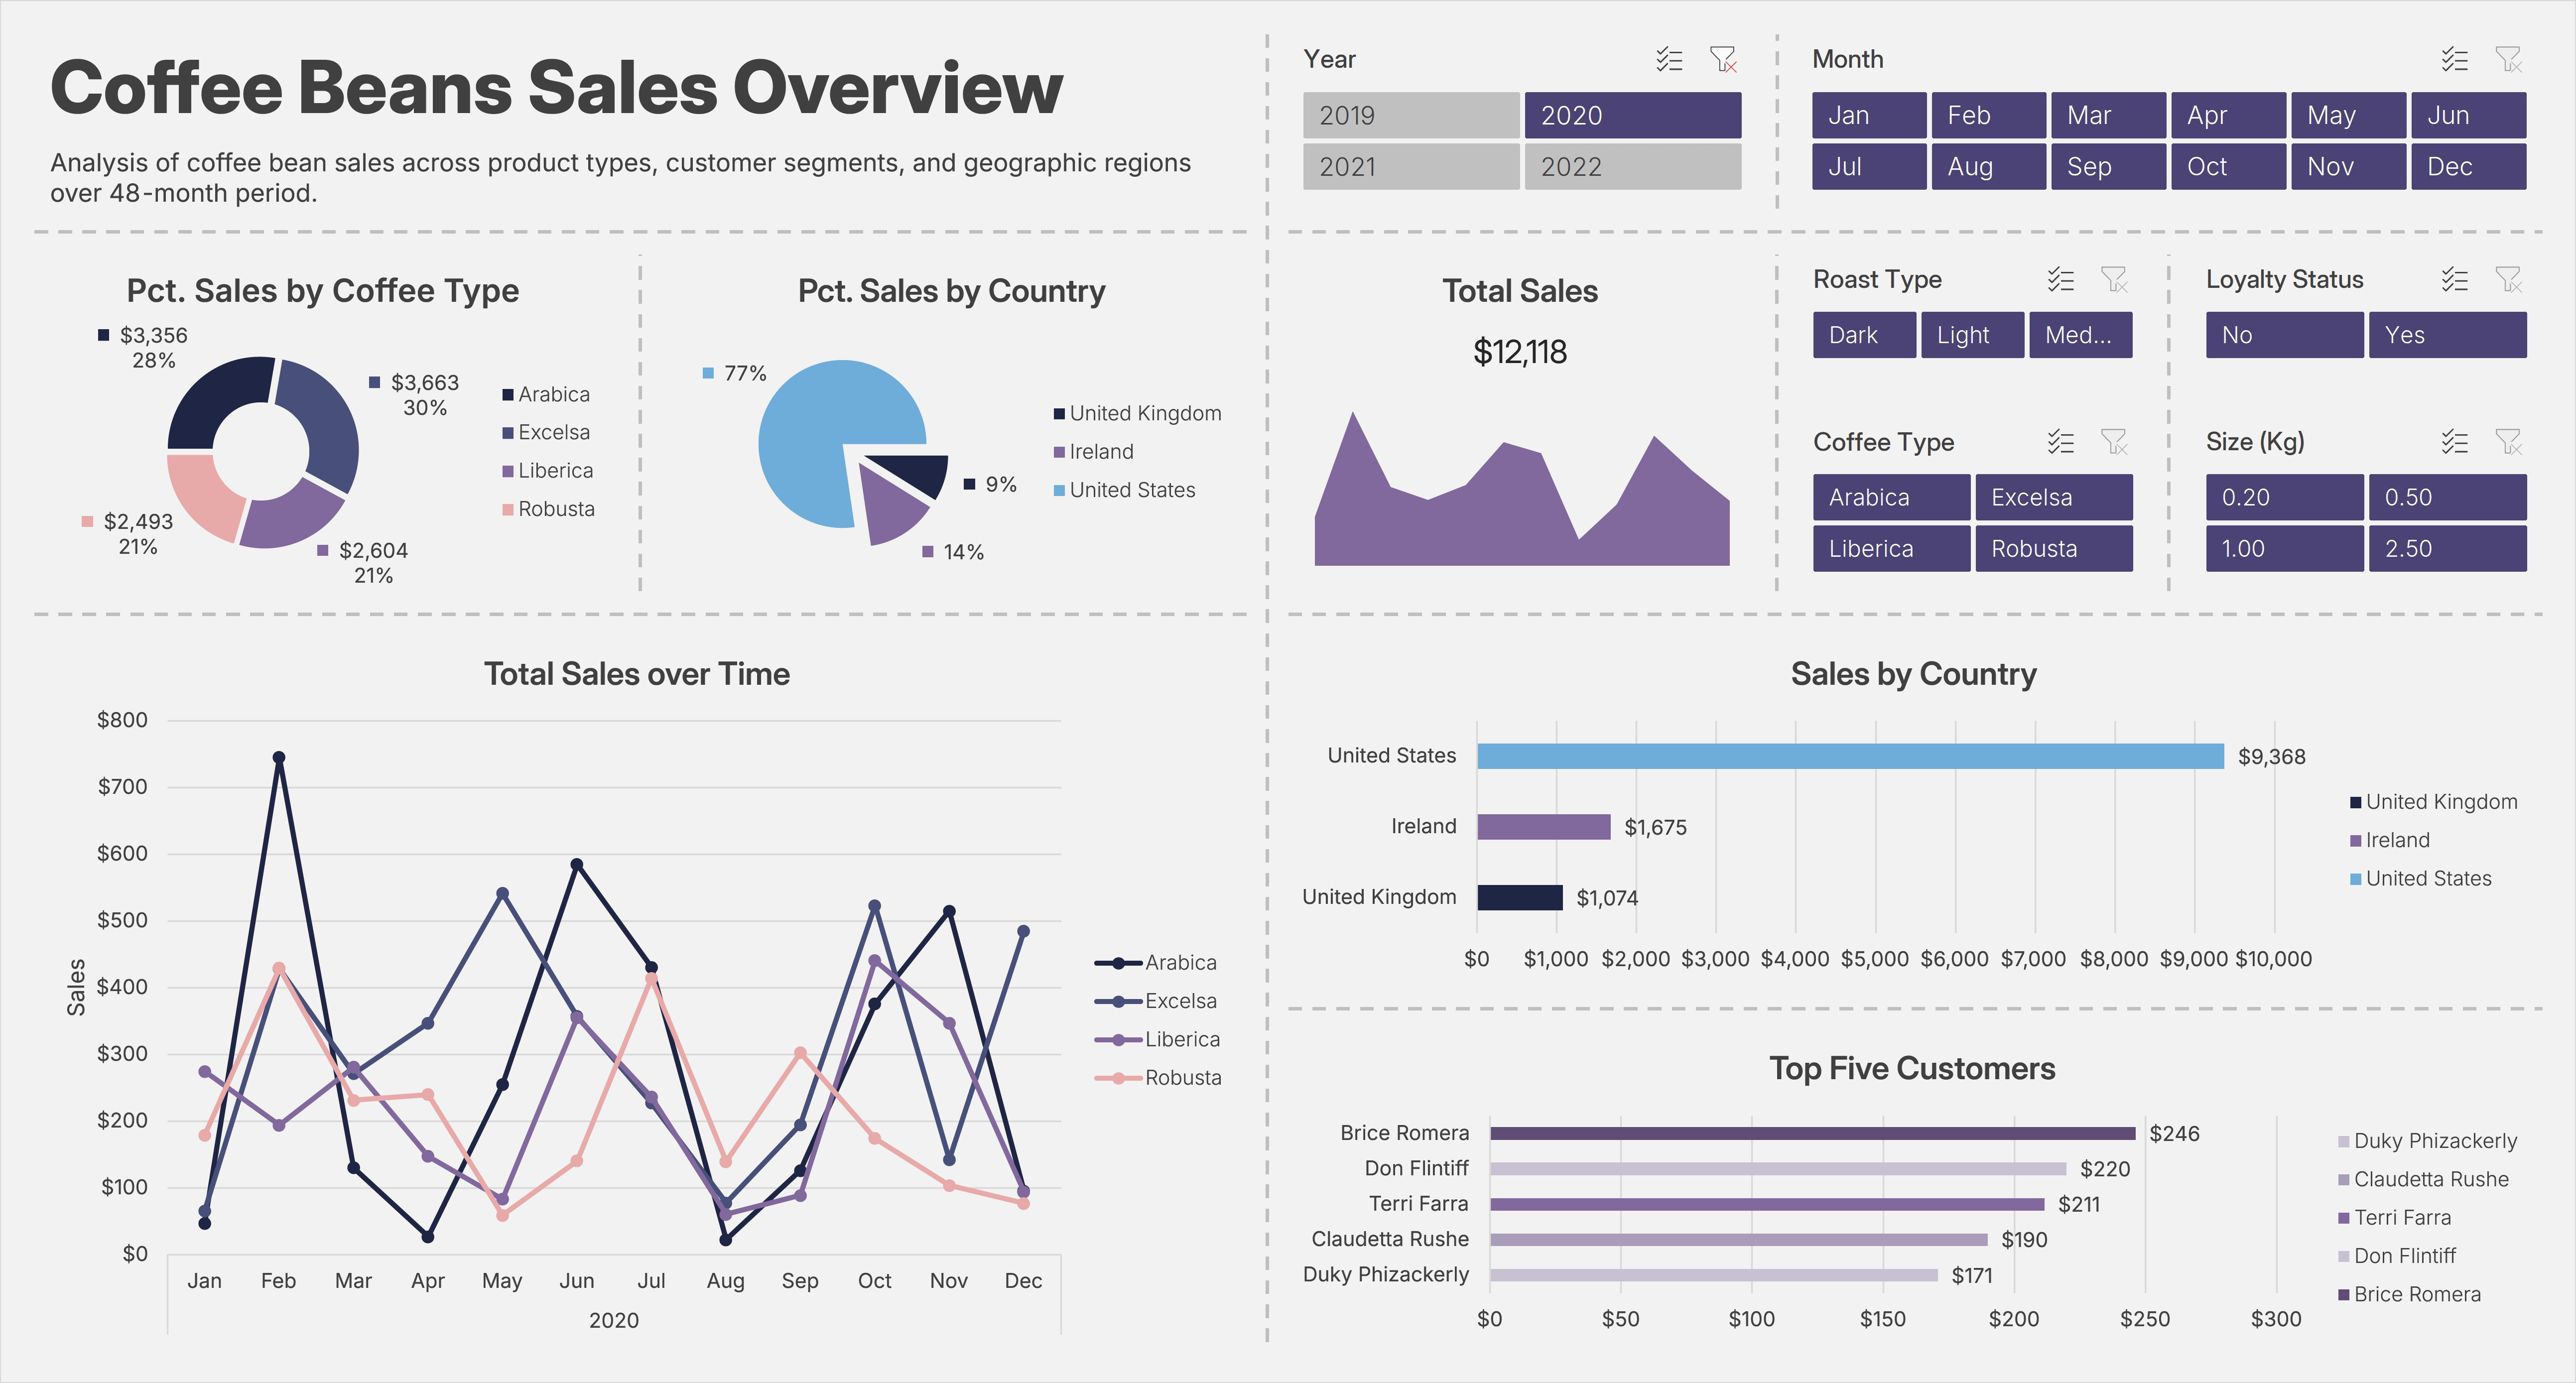 Coffee Beans Sales Overview
Analysis of coffee bean sales across product types, customer segments, and geographic regions
over 48-month period.
Year
2019 2020
2021 2022
Month
Jan Feb Mar Apr May Jun
Jul Aug Sep Oct Nov Dec
Pct. Sales by Coffee Type
$3,356
28%
$3,663
30%
$2,493
21%
$2,604
21%
Arabica
Excelsa
Liberica
Robusta
Pct. Sales by Country
77%
9%
14%
United Kingdom
Ireland
United States
Total Sales
$12,118
Roast Type
Dark Light Med...
Loyalty Status
No Yes
Coffee Type
Arabica Excelsa
Liberica Robusta
Size (Kg)
0.20 0.50
1.00 2.50
Total Sales over Time
Sales
$800
$700
$600
$500
$400
$300
$200
$100
$0
Jan Feb Mar Apr May Jun Jul Aug Sep Oct Nov Dec
2020
Arabica
Excelsa
Liberica
Robusta
Sales by Country
United States $9,368
Ireland $1,675
United Kingdom $1,074
$0 $1,000 $2,000 $3,000 $4,000 $5,000 $6,000 $7,000 $8,000 $9,000 $10,000
United Kingdom
Ireland
United States
Top Five Customers
Brice Romera $246
Don Flintiff $220
Terri Farra $211
Claudetta Rushe $190
Duky Phizackerly $171
$0 $50 $100 $150 $200 $250 $300
Duky Phizackerly
Claudetta Rushe
Terri Farra
Don Flintiff
Brice Romera